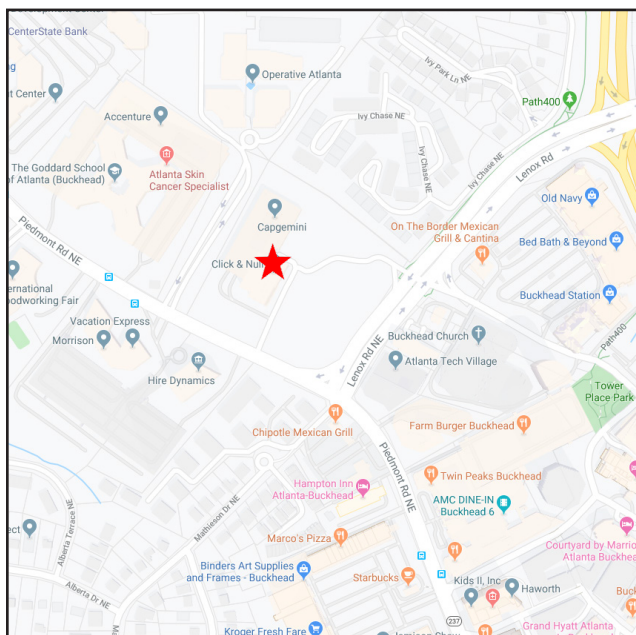 CenterState Bank
Operative Atlanta
Ivy Park Ln NE
Path400
Ivy Chase NE
Accenture
Ivy Chase NE
Lenox Rd
The Goddard School
of Atlanta (Buckhead)
Atlanta Skin
Cancer Specialist
Old Navy
Capgemini
On The Border Mexican
Grill & Cantina
Bed Bath & Beyond
Piedmont Rd NE
Click & Null
Buckhead Station
Vacation Express
Morrison
Buckhead Church
Path400
Lenox Rd NE
Atlanta Tech Village
Hire Dynamics
Tower
Place Park
Chipotle Mexican Grill
Farm Burger Buckhead
Piedmont Rd NE
Twin Peaks Buckhead
Hampton Inn
Atlanta-Buckhead
AMC DINE-IN
Buckhead 6
Mathieson Dr NE
Alberta Terrace NE
Marco's Pizza
Courtyard by Marrio
Atlanta Buckhea
Binders Art Supplies
and Frames - Buckhead
Starbucks
Kids II, Inc
Haworth
Alberta Dr NE
237
Grand Hyatt Atlanta
Kroger Fresh Fare